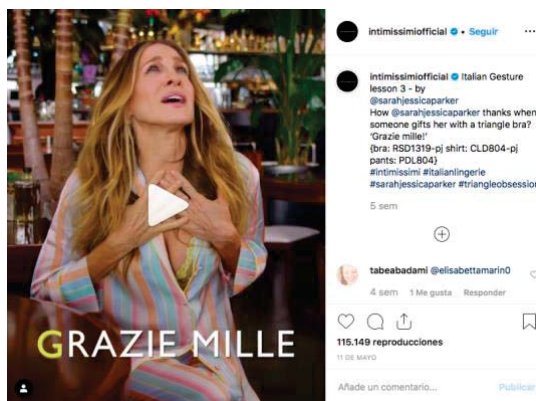 GRAZIE MILLE
intimissimiofficial • Seguir ...
intimissimiofficial Italian Gesture
lesson 3 - by
@sarahjessicaparker
How @sarahjessicaparker thanks when
someone gifts her with a triangle bra?
'Grazie mille!'
{bra: RSD1319-pj shirt: CLD804-pj
pants: PDL804}
#intimissimi #italianlingerie
#sarahjessicaparker #triangleobsession
5 sem
tabeabadami @elisabettamarin0
4 sem 1 Me gusta Responder
115.149 reproducciones
11 DE MAYO
Añade un comentario... Publicar